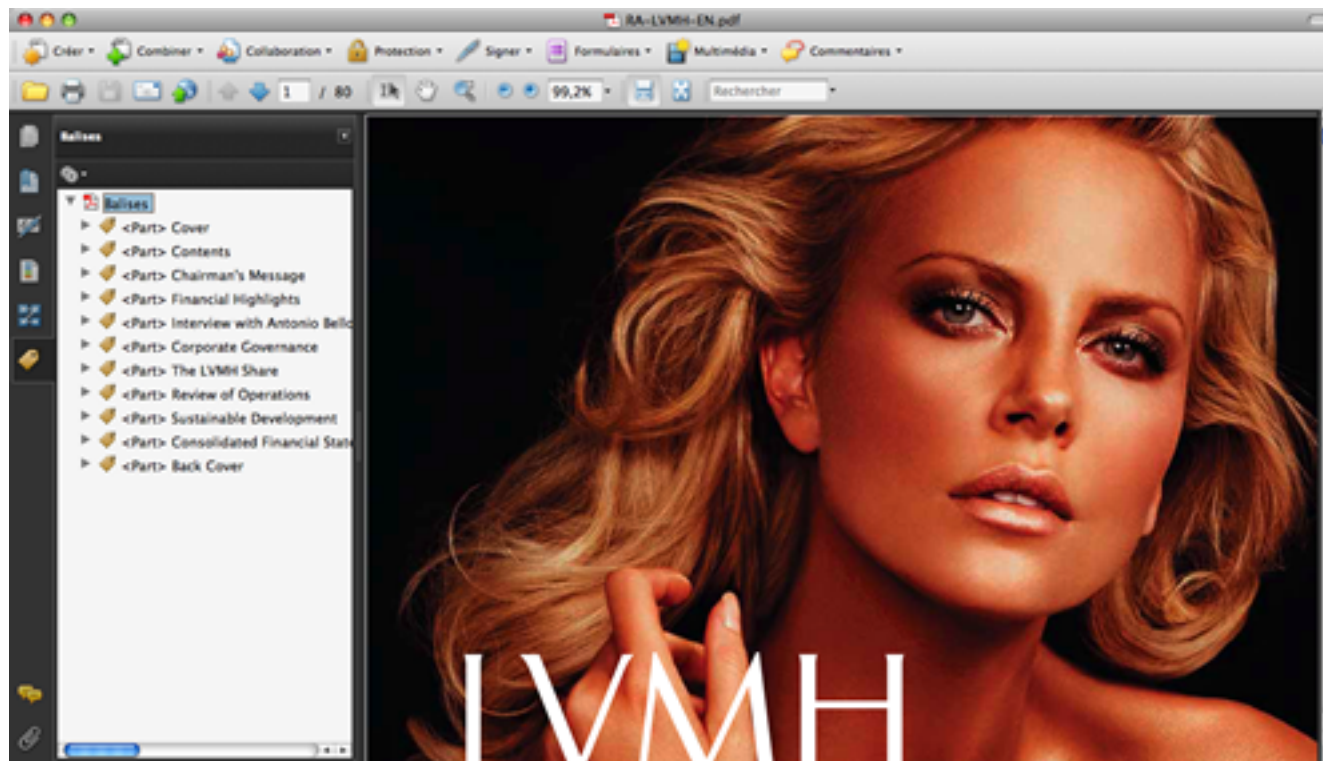 RA-LVMH-EN.pdf
Créer Combiner Collaboration Protection Signer Formulaires Multimédia Commentaires
1 / 80 99,2% Rechercher
Balises
Balises
<Part> Cover
<Part> Contents
<Part> Chairman's Message
<Part> Financial Highlights
<Part> Interview with Antonio Bello
<Part> Corporate Governance
<Part> The LVMH Share
<Part> Review of Operations
<Part> Sustainable Development
<Part> Consolidated Financial State
<Part> Back Cover
LVMH